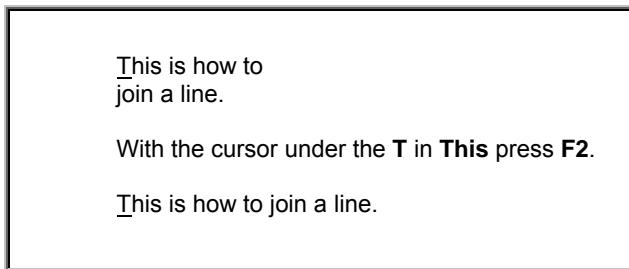 This is how to
join a line.
With the cursor under the T in This press F2.
This is how to join a line.